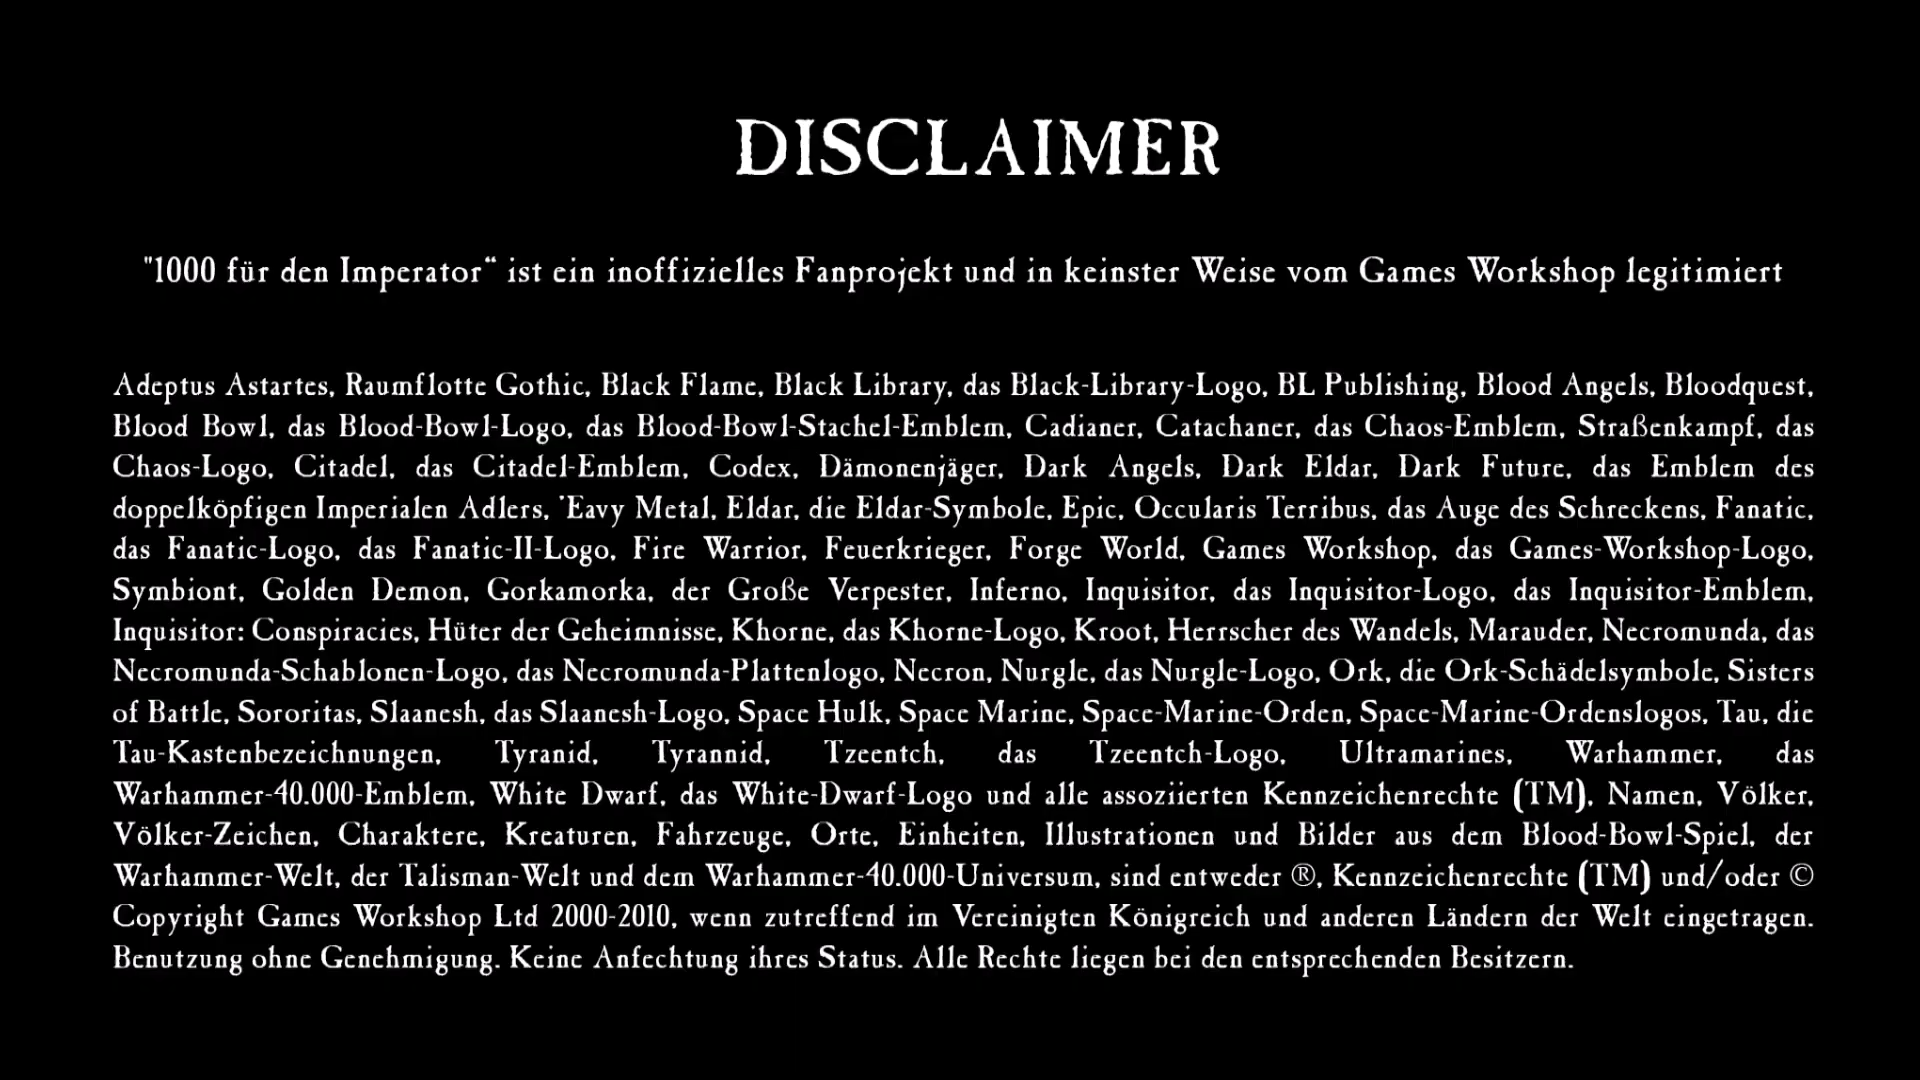 DISCLAIMER
"1000 für den Imperator“ ist ein inoffizielles Fanprojekt und in keinster Weise vom Games Workshop legitimiert
Adeptus Astartes, Raumflotte Gothic, Black Flame, Black Library, das Black-Library-Logo, BL Publishing, Blood Angels, Bloodquest,
Blood Bowl, das Blood-Bowl-Logo, das Blood-Bowl-Stachel-Emblem, Cadianer, Catachaner, das Chaos-Emblem, Straßenkampf, das
Chaos-Logo, Citadel, das Citadel-Emblem, Codex, Dämonenjäger, Dark Angels, Dark Eldar, Dark Future, das Emblem des
doppelköpfigen Imperialen Adlers, 'Eavy Metal, Eldar, die Eldar-Symbole, Epic, Occularis Terribus, das Auge des Schreckens, Fanatic,
das Fanatic-Logo, das Fanatic-II-Logo, Fire Warrior, Feuerkrieger, Forge World, Games Workshop, das Games-Workshop-Logo,
Symbiont, Golden Demon, Gorkamorka, der Große Verpester, Inferno, Inquisitor, das Inquisitor-Logo, das Inquisitor-Emblem,
Inquisitor: Conspiracies, Hüter der Geheimnisse, Khorne, das Khorne-Logo, Kroot, Herrscher des Wandels, Marauder, Necromunda, das
Necromunda-Schablonen-Logo, das Necromunda-Plattenlogo, Necron, Nurgle, das Nurgle-Logo, Ork, die Ork-Schädelsymbole, Sisters
of Battle, Sororitas, Slaanesh, das Slaanesh-Logo, Space Hulk, Space Marine, Space-Marine-Orden, Space-Marine-Ordenslogos, Tau, die
Tau-Kastenbezeichnungen, Tyranid, Tyrannid, Tzeentch, das Tzeentch-Logo, Ultramarines, Warhammer, das
Warhammer-40.000-Emblem, White Dwarf, das White-Dwarf-Logo und alle assoziierten Kennzeichenrechte (TM), Namen, Völker,
Völker-Zeichen, Charaktere, Kreaturen, Fahrzeuge, Orte, Einheiten, Illustrationen und Bilder aus dem Blood-Bowl-Spiel, der
Warhammer-Welt, der Talisman-Welt und dem Warhammer-40.000-Universum, sind entweder ®, Kennzeichenrechte (TM) und/oder ©
Copyright Games Workshop Ltd 2000-2010, wenn zutreffend im Vereinigten Königreich und anderen Ländern der Welt eingetragen.
Benutzung ohne Genehmigung. Keine Anfechtung ihres Status. Alle Rechte liegen bei den entsprechenden Besitzern.